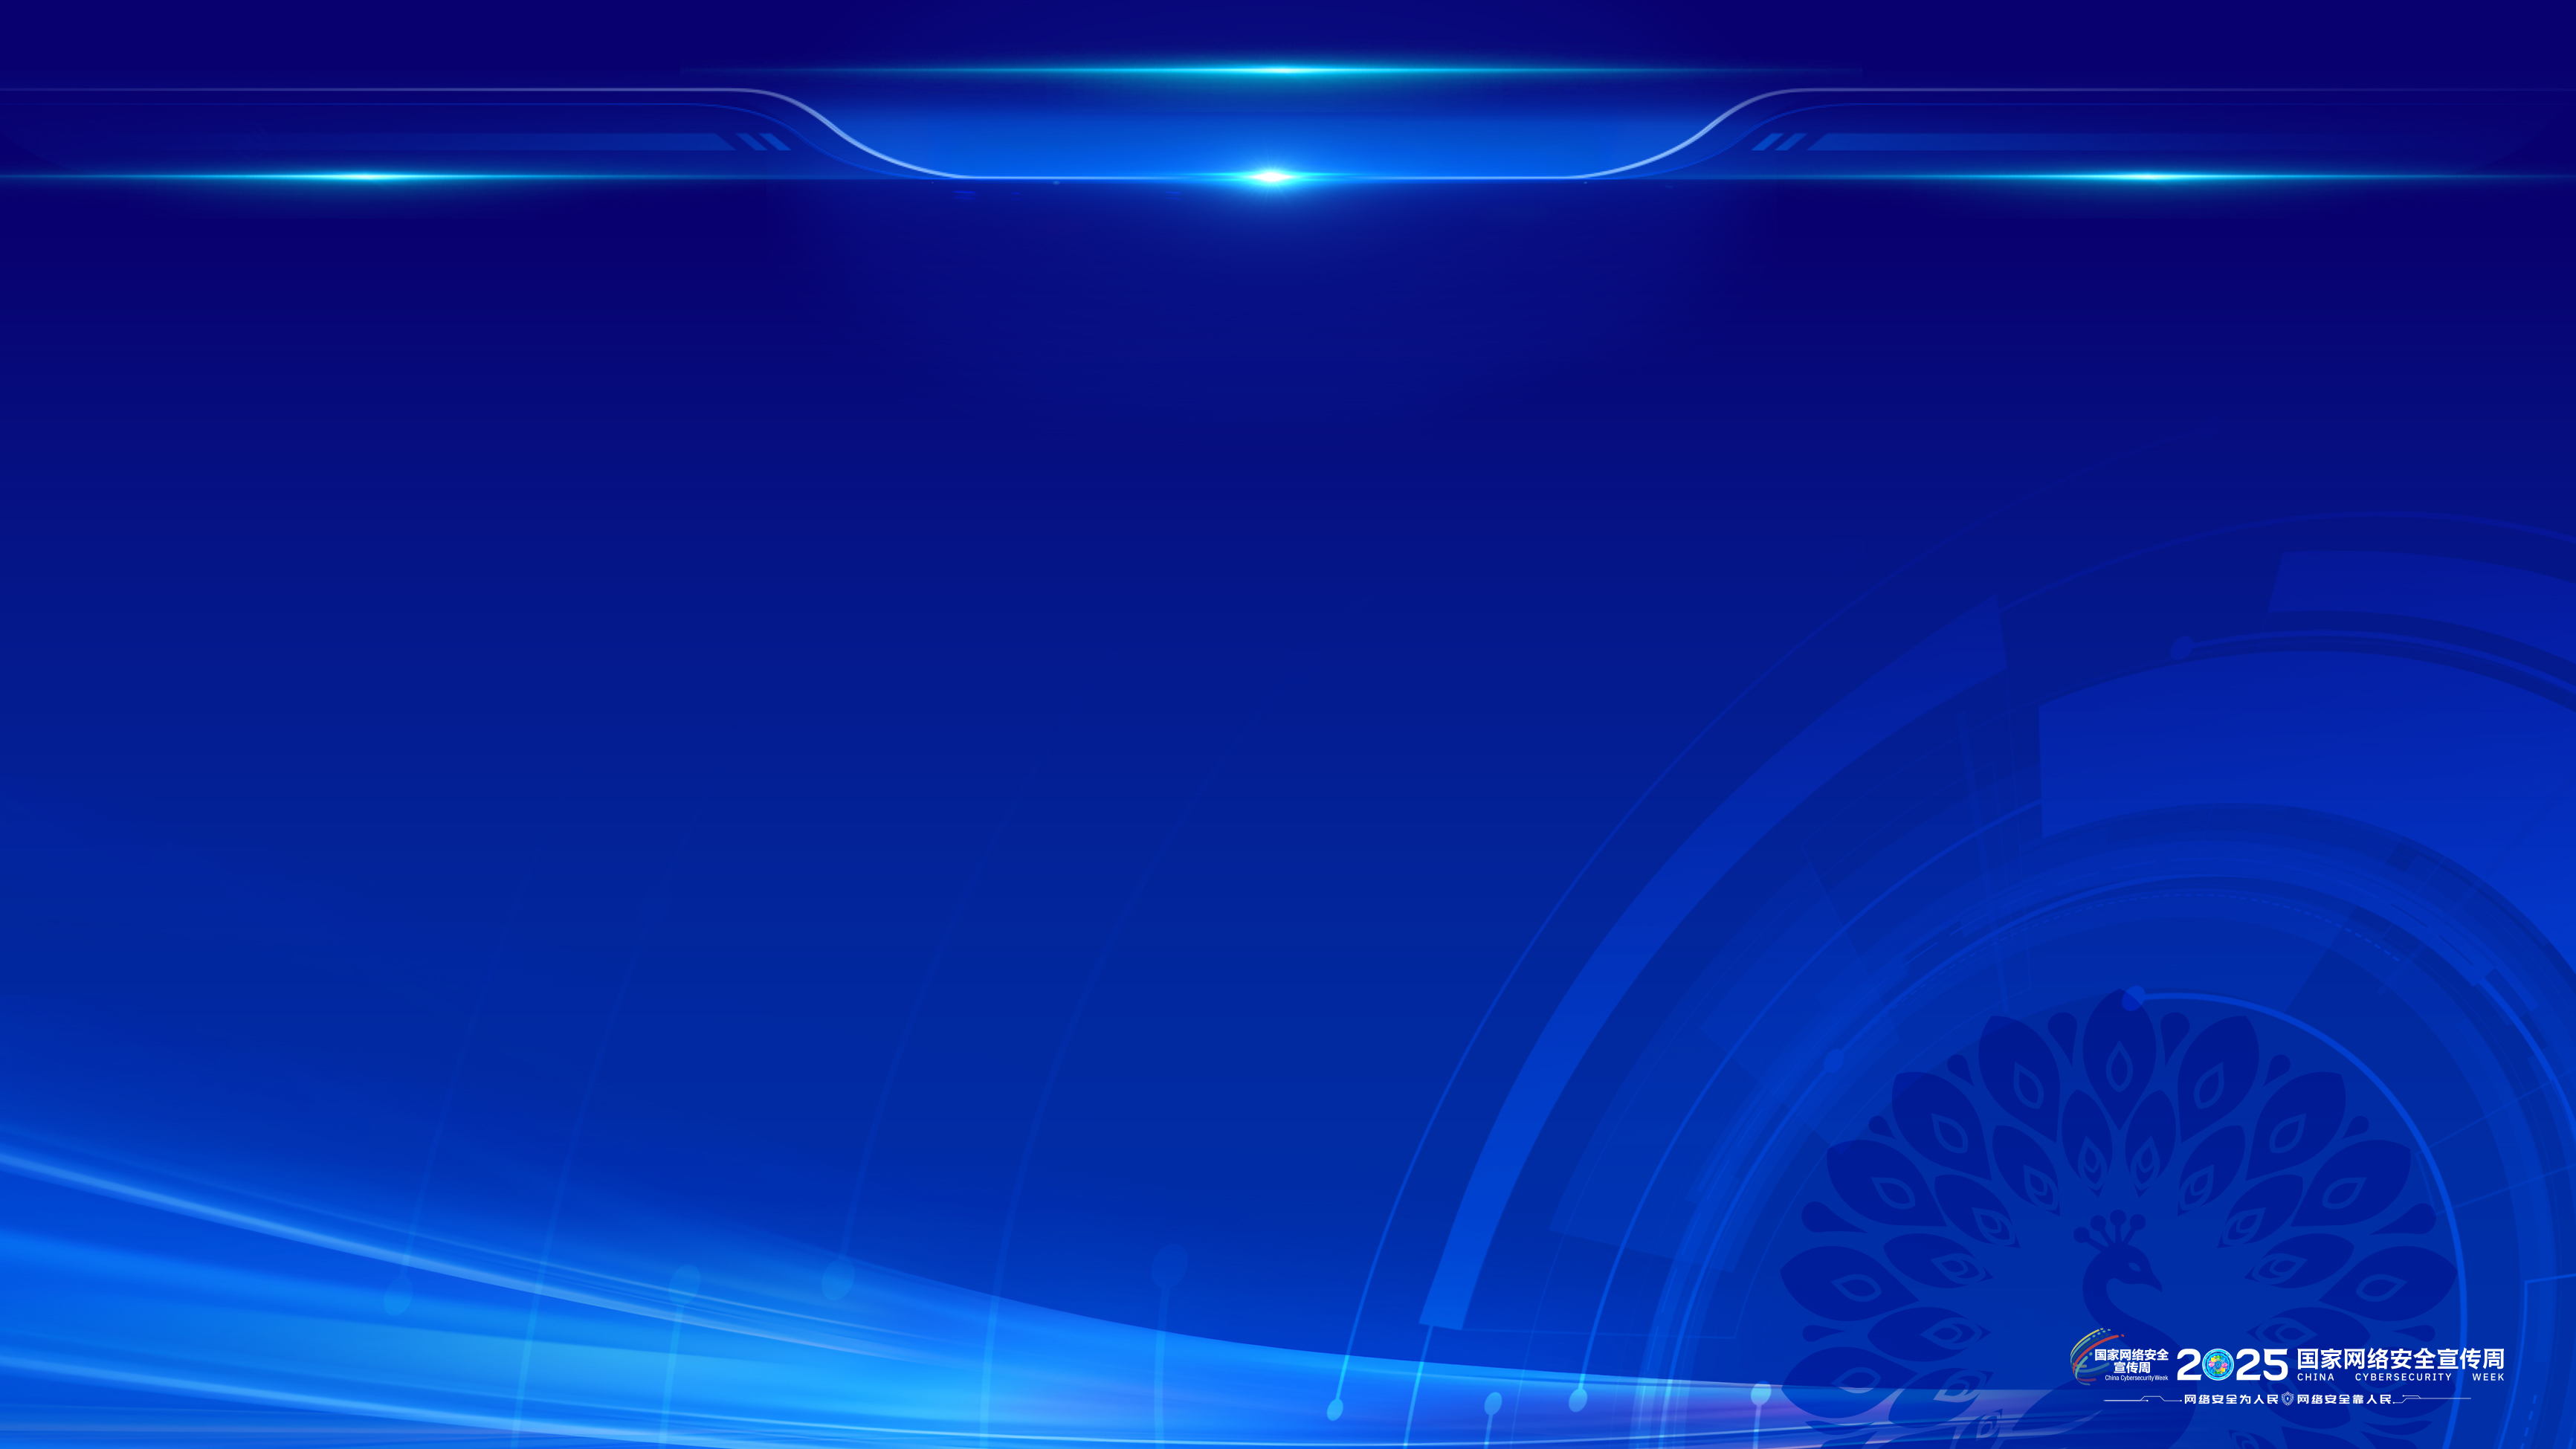 国家网络安全
宣传周
China Cybersecurity Week
2025
国家网络安全宣传周
CHINA CYBERSECURITY WEEK
网络安全为人民 网络安全靠人民